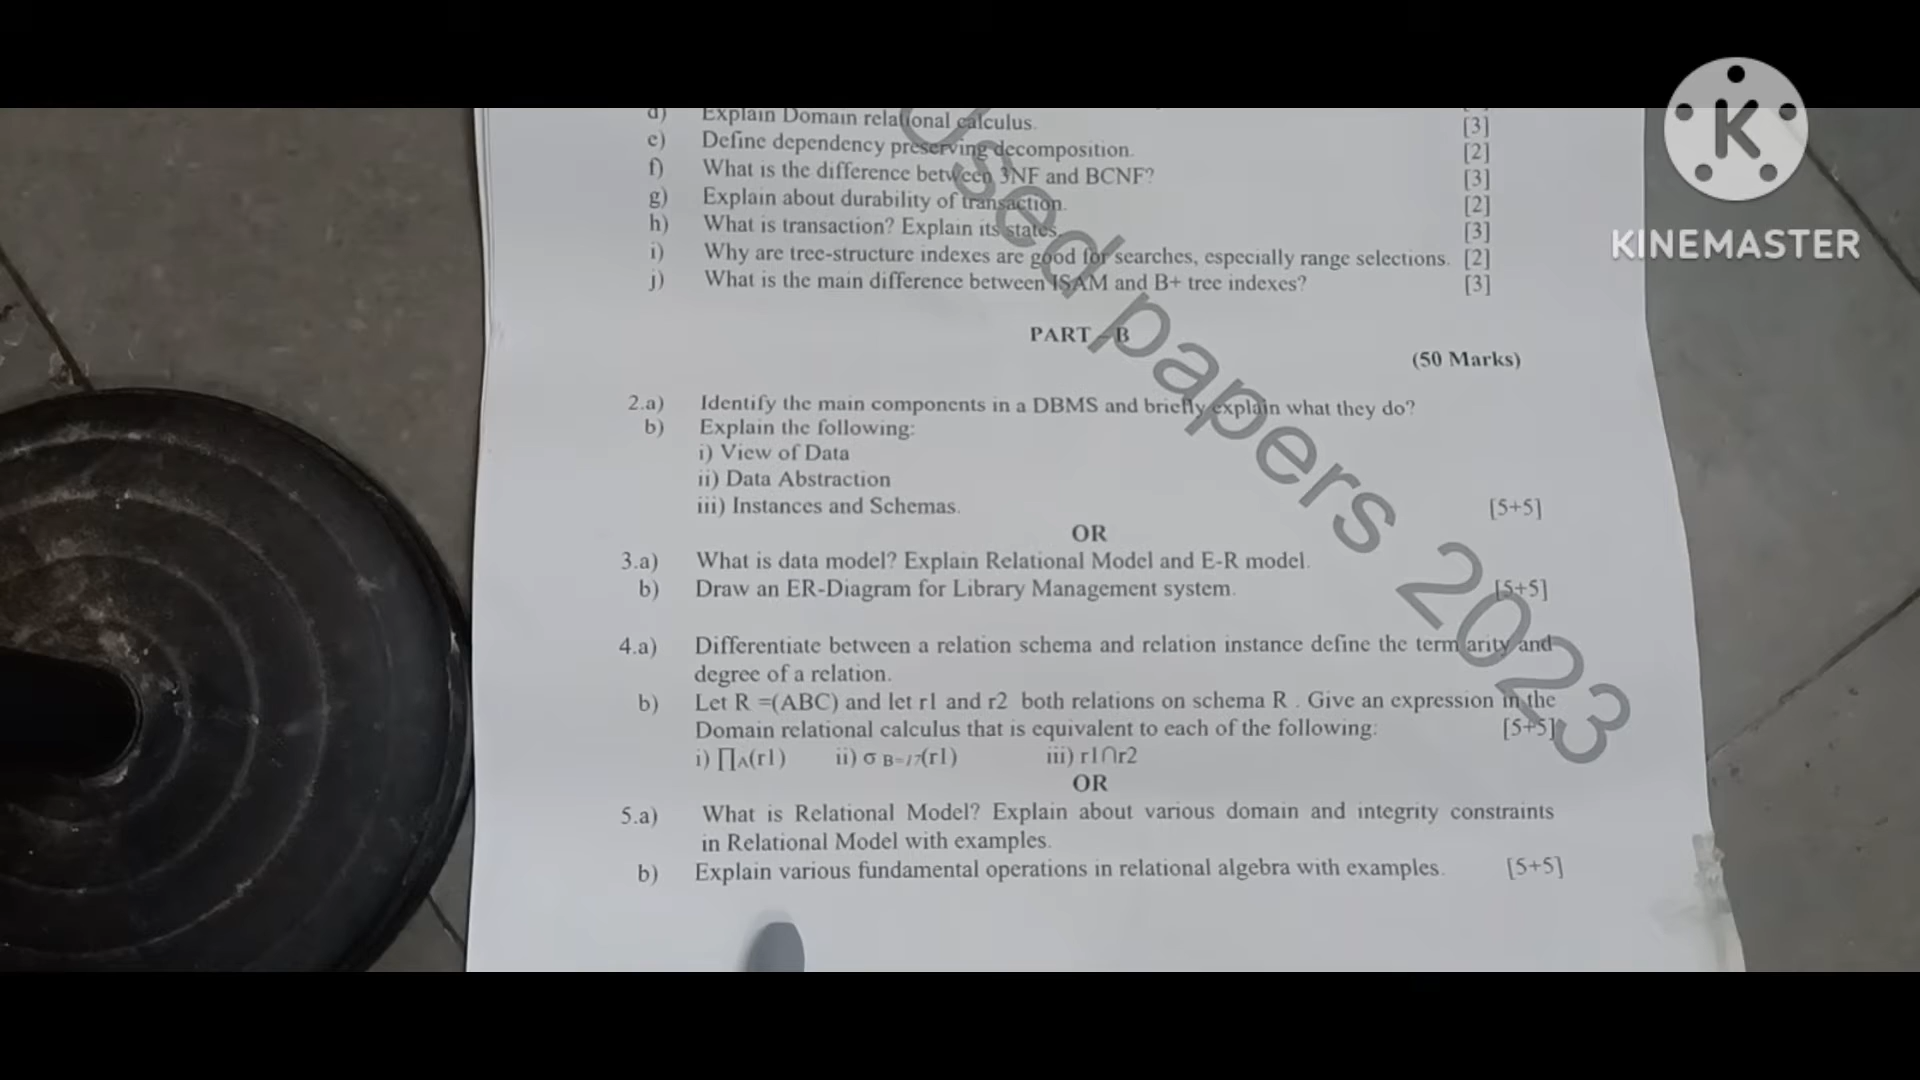 d) Explain Domain relational calculus. [3]
e) Define dependency preserving decomposition. [2]
f) What is the difference between 3NF and BCNF? [3]
g) Explain about durability of transaction. [2]
h) What is transaction? Explain its states. [3]
i) Why are tree-structure indexes are good for searches, especially range selections. [2]
j) What is the main difference between ISAM and B+ tree indexes? [3]
PART – B
(50 Marks)
2.a) Identify the main components in a DBMS and briefly explain what they do?
b) Explain the following:
i) View of Data
ii) Data Abstraction
iii) Instances and Schemas. [5+5]
OR
3.a) What is data model? Explain Relational Model and E-R model.
b) Draw an ER-Diagram for Library Management system. [5+5]
4.a) Differentiate between a relation schema and relation instance define the term arity and
degree of a relation.
b) Let R =(ABC) and let r1 and r2 both relations on schema R . Give an expression in the
Domain relational calculus that is equivalent to each of the following: [5+5]
i) ∏A(r1) ii) σ B=17(r1) iii) r1∩r2
OR
5.a) What is Relational Model? Explain about various domain and integrity constraints
in Relational Model with examples.
b) Explain various fundamental operations in relational algebra with examples. [5+5]
Used papers 2023
K
KINEMASTER